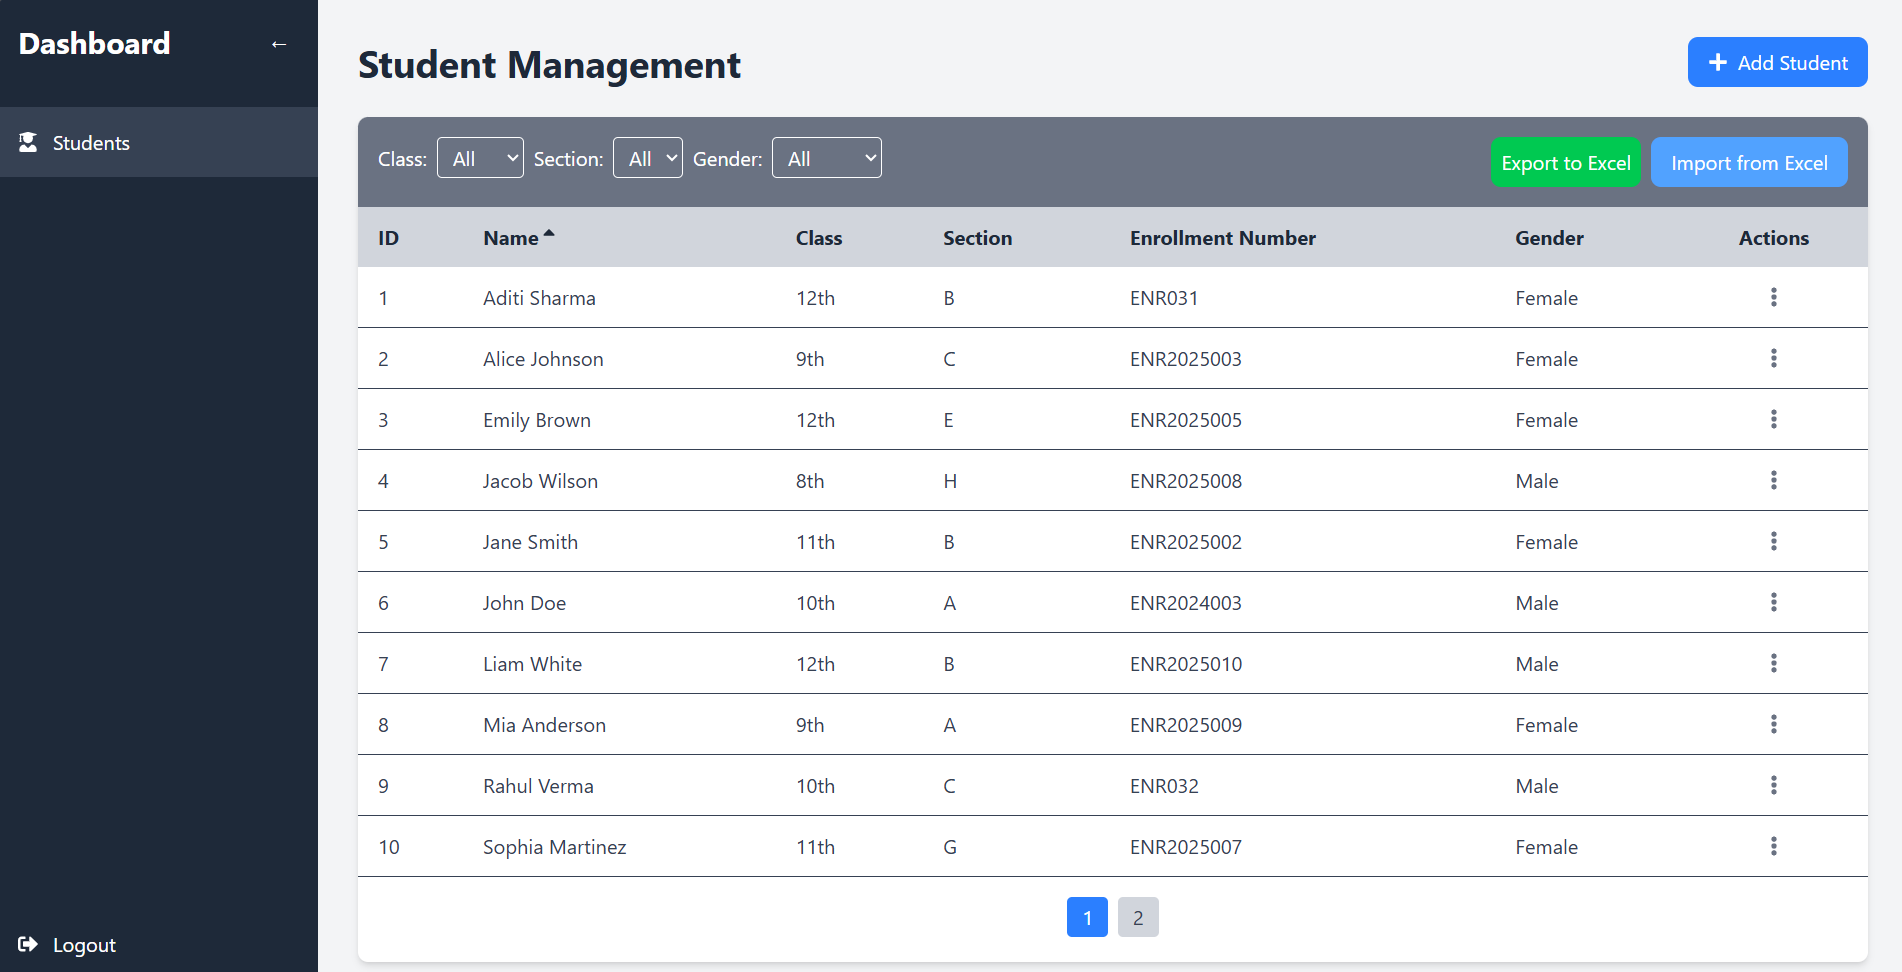 Dashboard ←
Students
Logout
Student Management
+ Add Student
Class: All Section: All Gender: All Export to Excel Import from Excel
ID Name Class Section Enrollment Number Gender Actions
1 Aditi Sharma 12th B ENR031 Female
2 Alice Johnson 9th C ENR2025003 Female
3 Emily Brown 12th E ENR2025005 Female
4 Jacob Wilson 8th H ENR2025008 Male
5 Jane Smith 11th B ENR2025002 Female
6 John Doe 10th A ENR2024003 Male
7 Liam White 12th B ENR2025010 Male
8 Mia Anderson 9th A ENR2025009 Female
9 Rahul Verma 10th C ENR032 Male
10 Sophia Martinez 11th G ENR2025007 Female
1 2